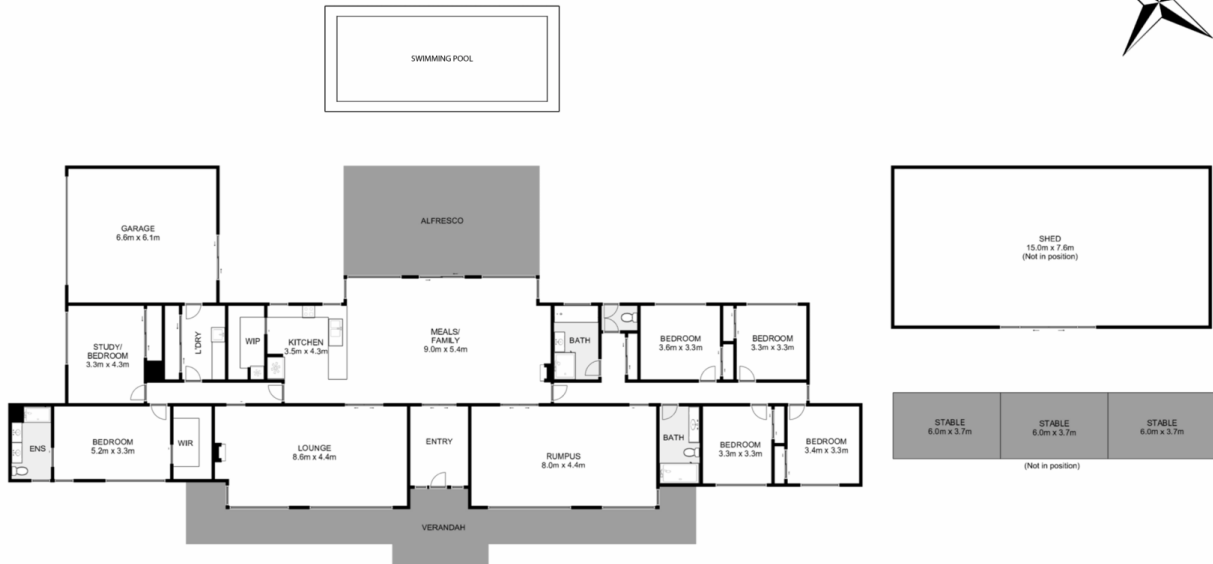 SWIMMING POOL
GARAGE
6.6m x 6.1m
ALFRESCO
SHED
15.0m x 7.6m
(Not in position)
STUDY/
BEDROOM
3.3m x 4.3m
L'DRY
WIP
KITCHEN
3.5m x 4.3m
MEALS/
FAMILY
9.0m x 5.4m
BATH
BEDROOM
3.6m x 3.3m
BEDROOM
3.3m x 3.3m
ENS
BEDROOM
5.2m x 3.3m
WIR
LOUNGE
8.6m x 4.4m
ENTRY
RUMPUS
8.0m x 4.4m
BATH
BEDROOM
3.3m x 3.3m
BEDROOM
3.4m x 3.3m
STABLE
6.0m x 3.7m
STABLE
6.0m x 3.7m
STABLE
6.0m x 3.7m
(Not in position)
VERANDAH